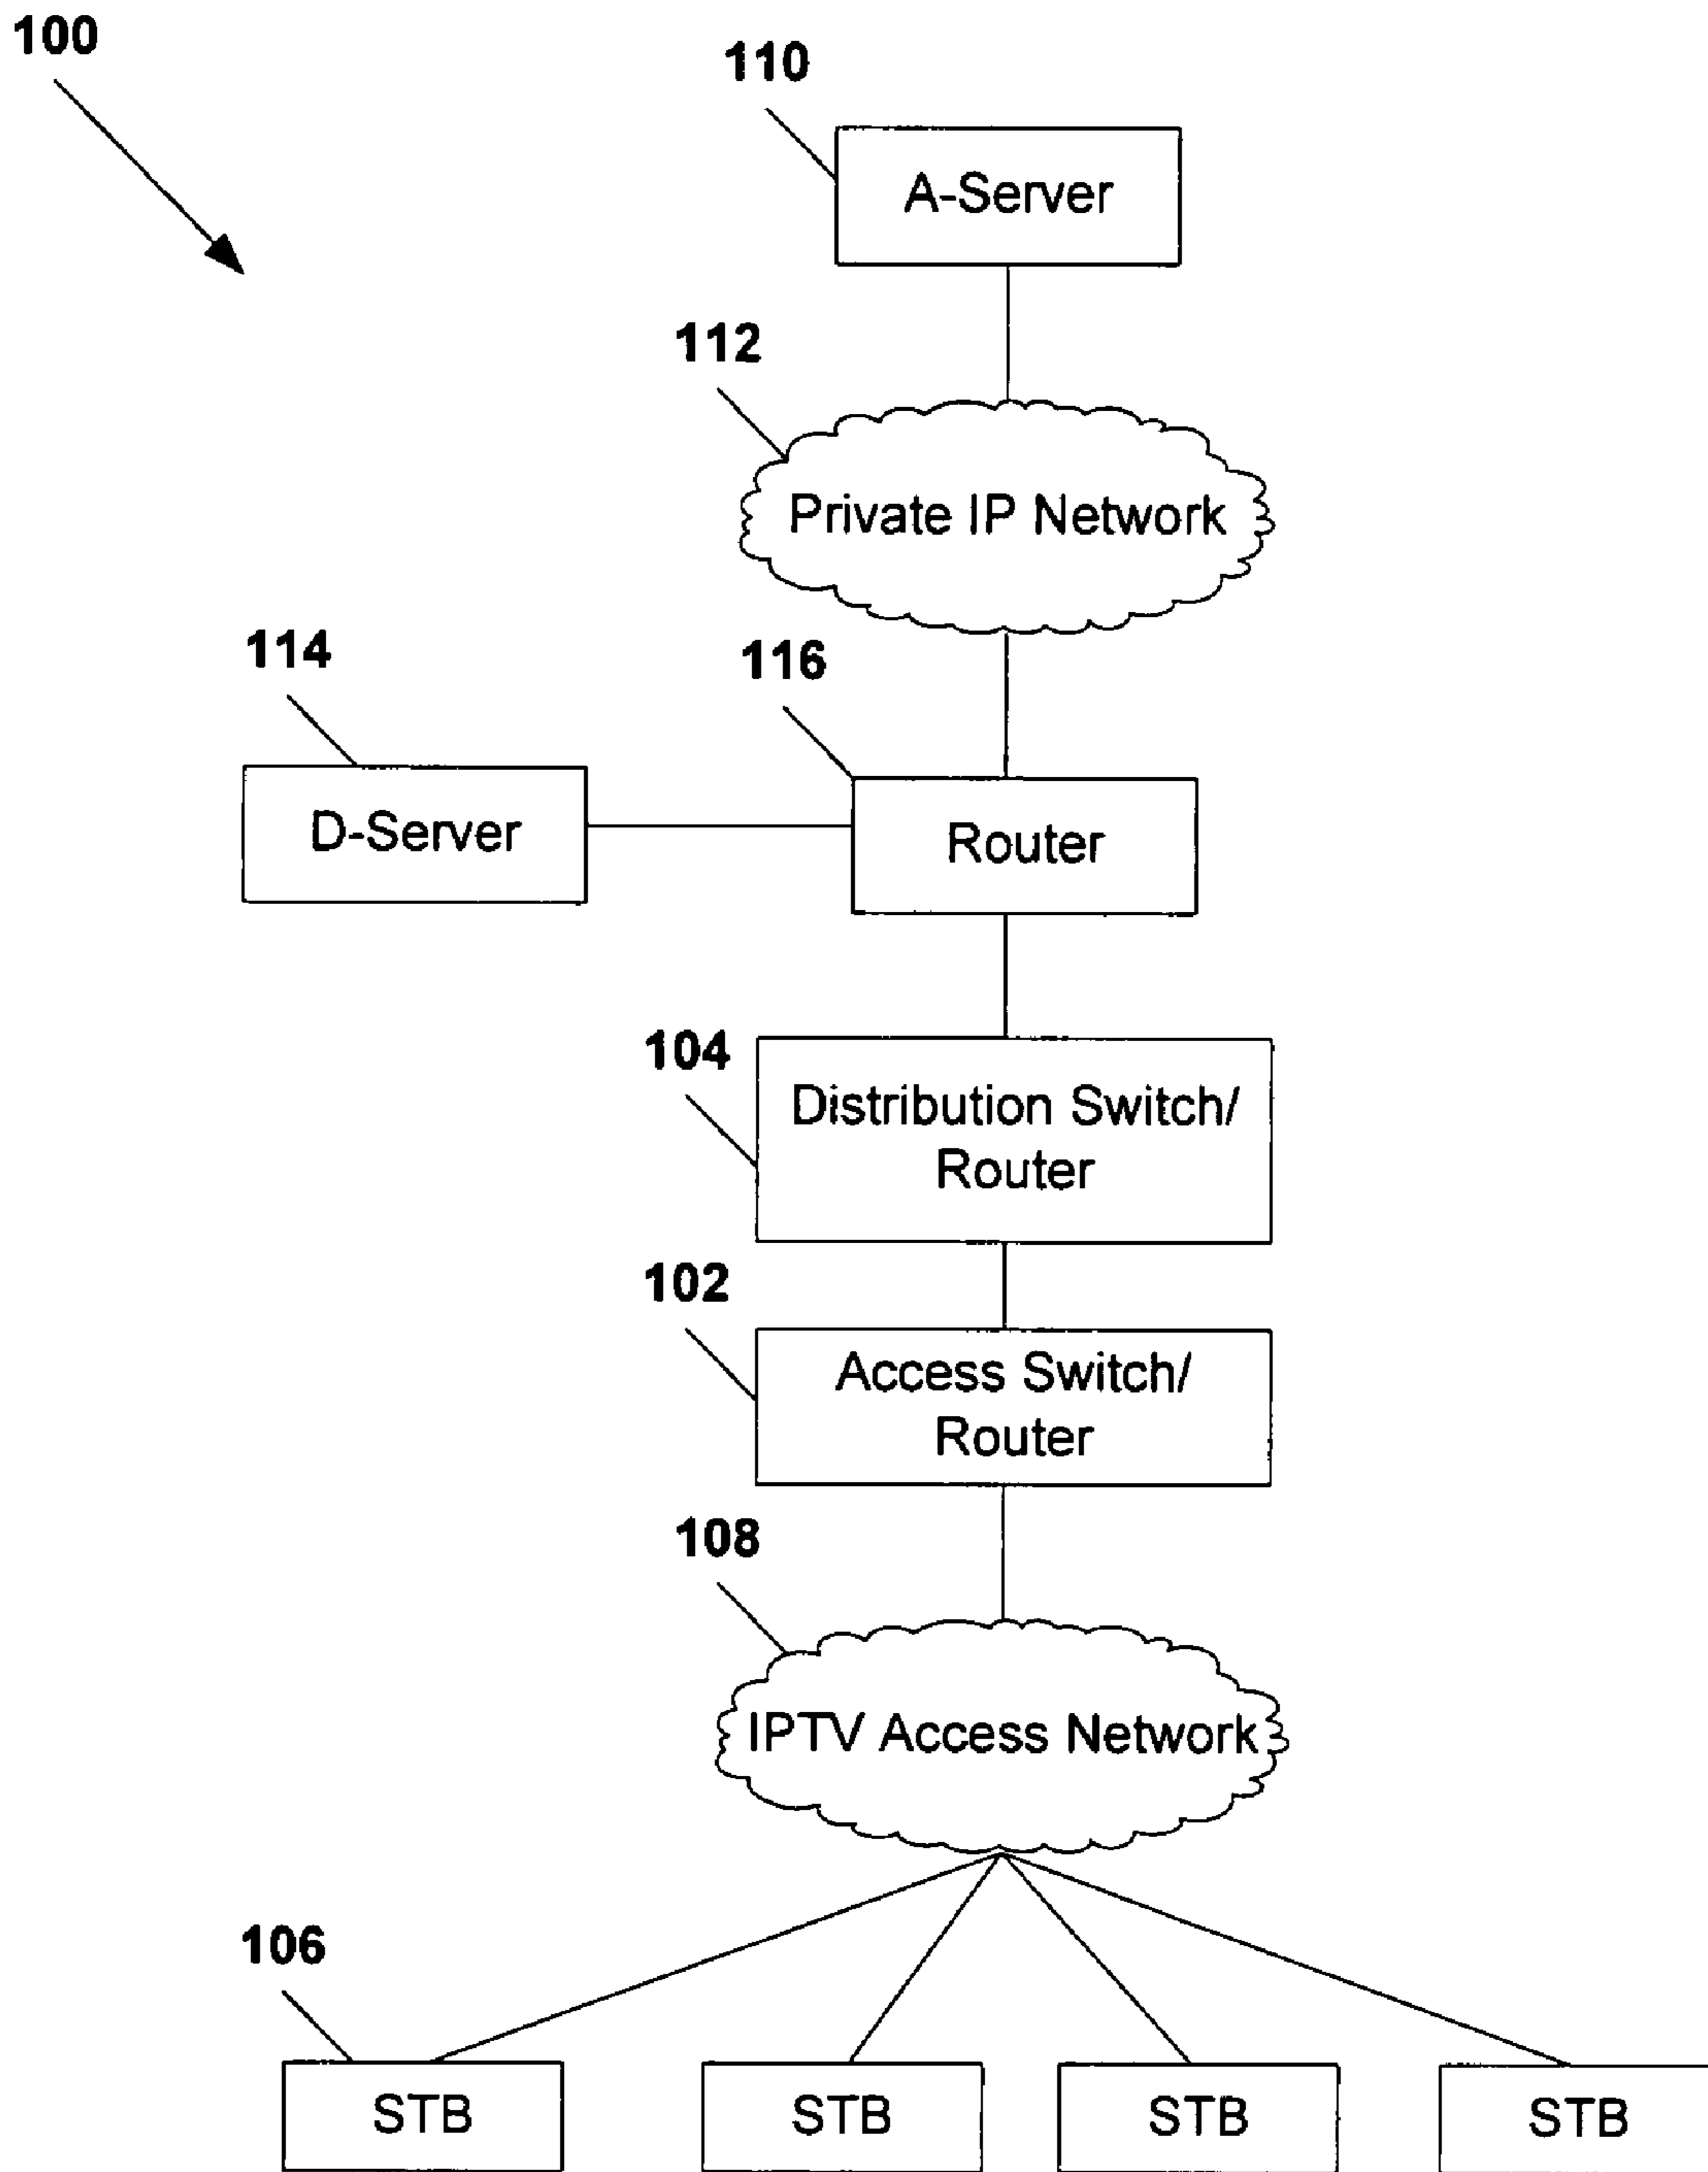 100
110
A-Server
112
Private IP Network
114
116
D-Server
Router
104
Distribution Switch/
Router
102
Access Switch/
Router
108
IPTV Access Network
106
STB
STB
STB
STB